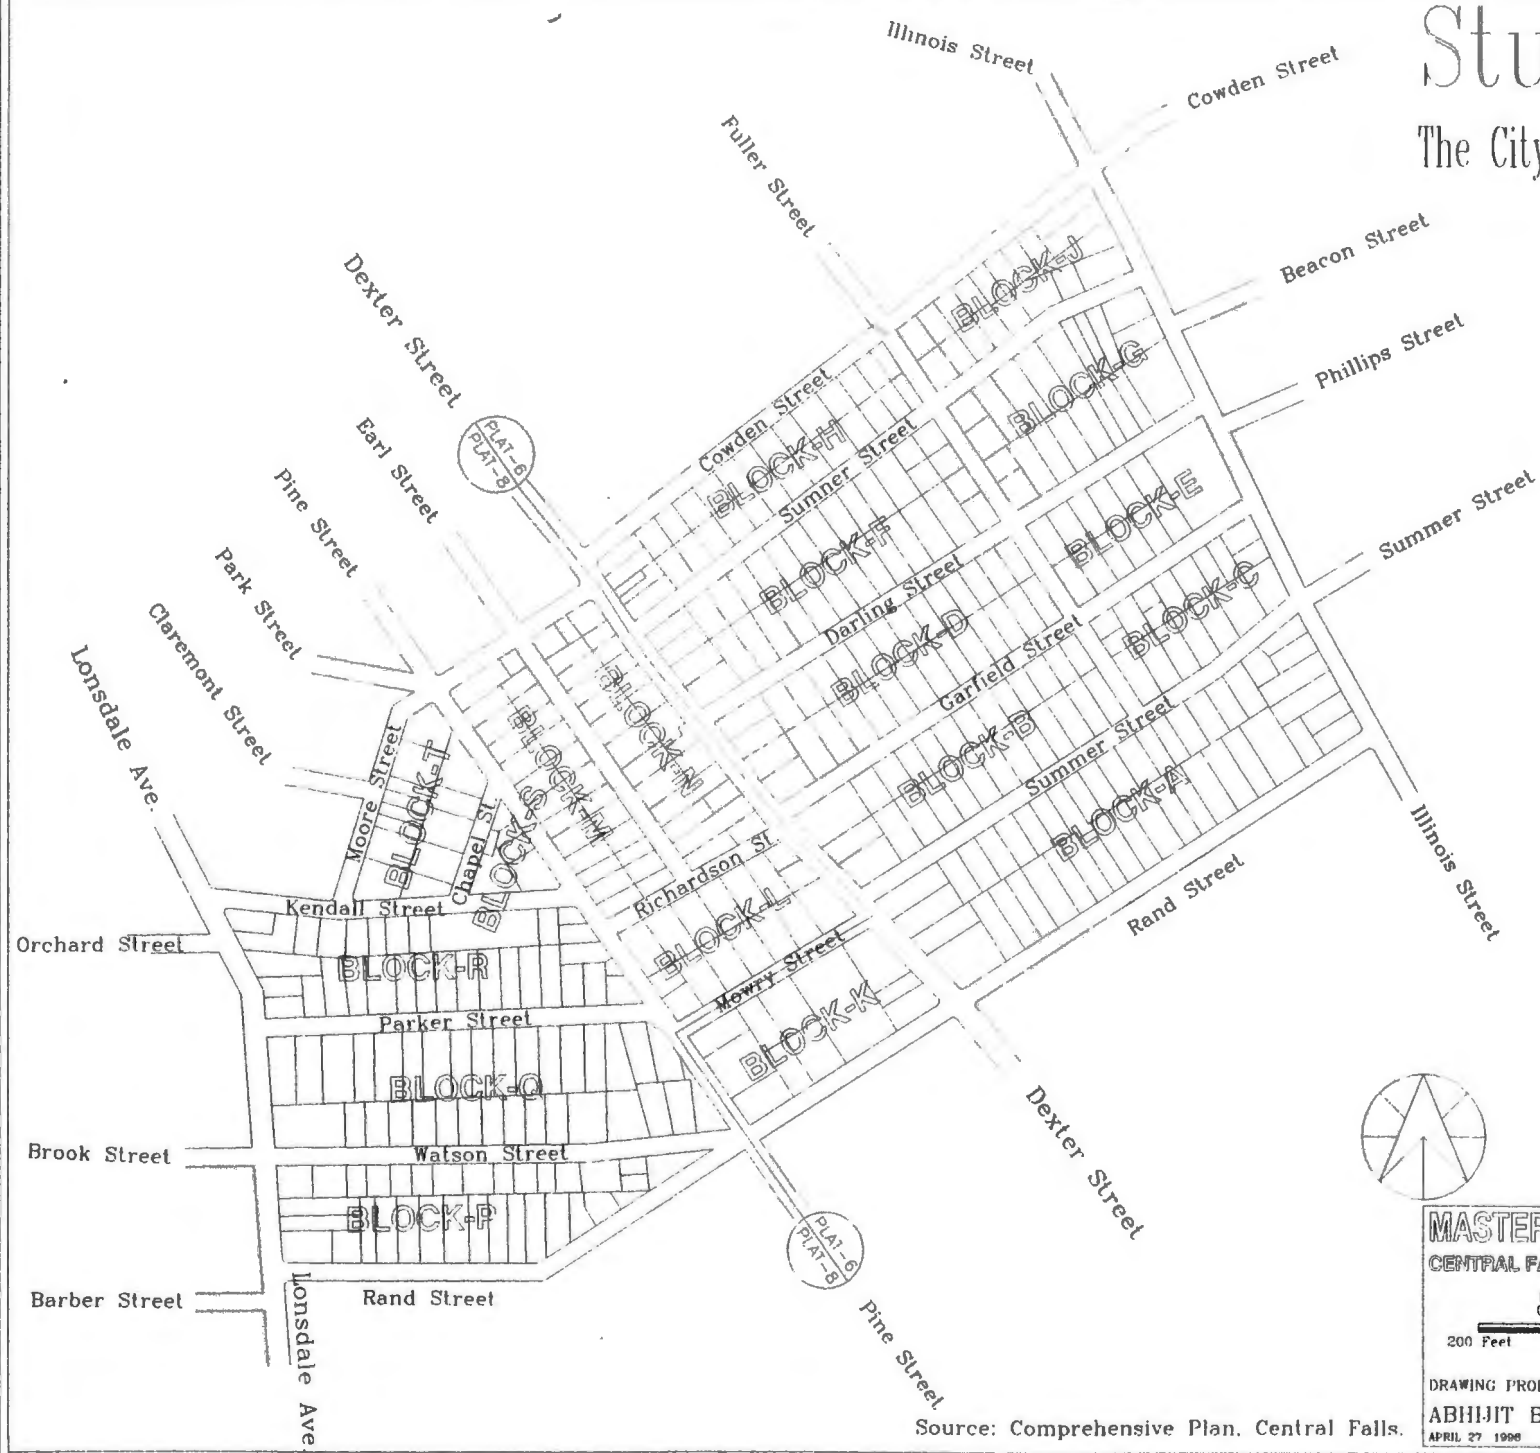 Stu
The City
Illinois Street
Cowden Street
Fuller Street
Beacon Street
Dexter Street
Phillips Street
Earl Street
PLAT-6
PLAT-8
Pine Street
Park Street
Claremont Street
Lonsdale Ave.
Summer Street
BLOCK-J
BLOCK-G
Cowden Street
BLOCK-H
Sumner Street
BLOCK-E
BLOCK-F
Darling Street
BLOCK-C
BLOCK-D
Garfield Street
BLOCK-N
BLOCK-M
BLOCK-B
Summer Street
BLOCK-A
Moore Street
BLOCK-T
Chapel St
BLOCK-S
Richardson St
BLOCK-L
Illinois Street
Rand Street
Kendall Street
Orchard Street
BLOCK-R
Mowry Street
BLOCK-K
Parker Street
BLOCK-Q
Dexter Street
Brook Street
Watson Street
BLOCK-P
PLAT-6
PLAT-8
Barber Street
Lonsdale Ave.
Rand Street
Pine Street
MASTER
CENTRAL FA
200 Feet
DRAWING PROD
ABHIJIT B
APRIL 27 1996
Source: Comprehensive Plan, Central Falls.